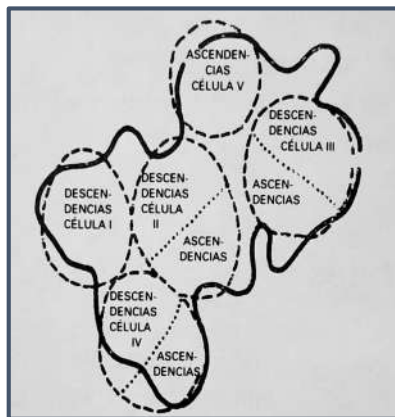 ASCENDEN-
CIAS
CÉLULA V
DESCEN-
DENCIAS
CÉLULA III
ASCEN-
DENCIAS
DESCEN-
DENCIAS
CÉLULA
II
ASCEN-
DENCIAS
DESCEN-
DENCIAS
CÉLULA I
DESCEN-
DENCIAS
CÉLULA
IV
ASCEN-
DENCIAS